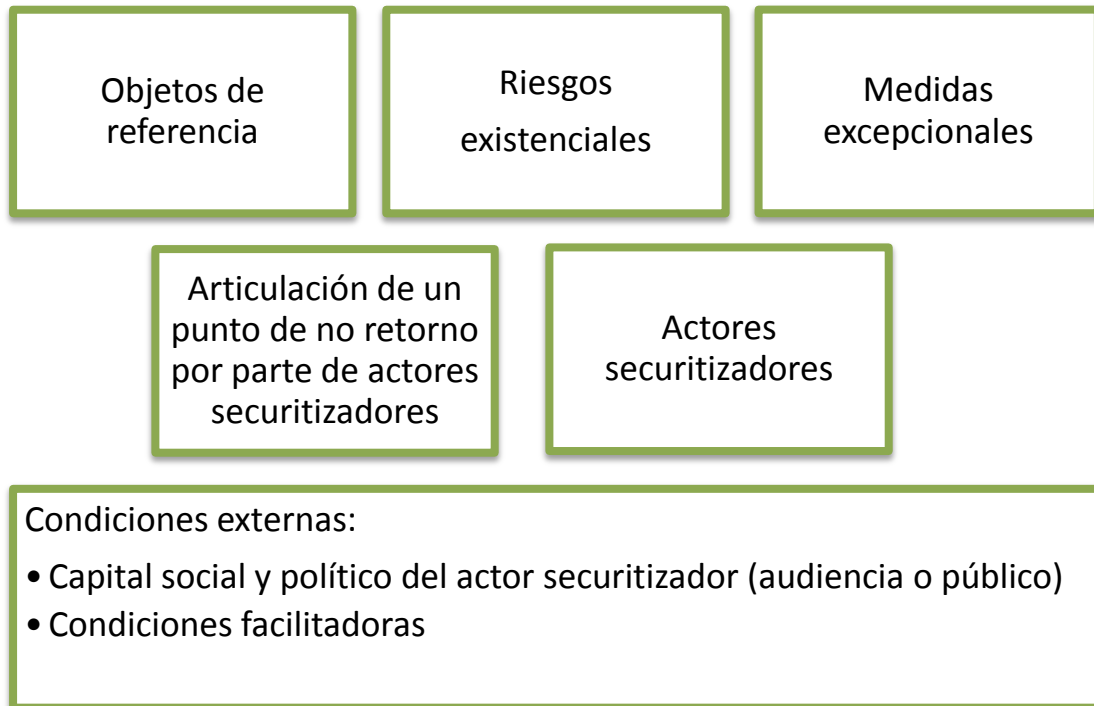 Objetos de
referencia
Riesgos
existenciales
Medidas
excepcionales
Articulación de un
punto de no retorno
por parte de actores
securitizadores
Actores
securitizadores
Condiciones externas:
• Capital social y político del actor securitizador (audiencia o público)
• Condiciones facilitadoras